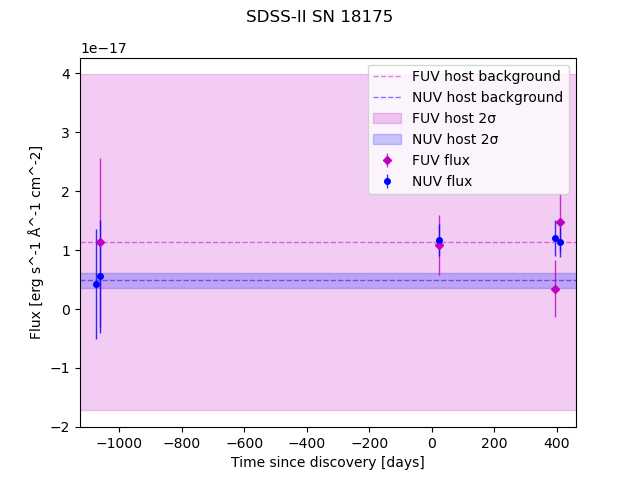 SDSS-II SN 18175
1e−17
FUV host background
NUV host background
FUV host 2σ
NUV host 2σ
FUV flux
NUV flux
4
3
2
1
0
−1
−2
Flux [erg s^-1 Å^-1 cm^-2]
−1000 −800 −600 −400 −200 0 200 400
Time since discovery [days]